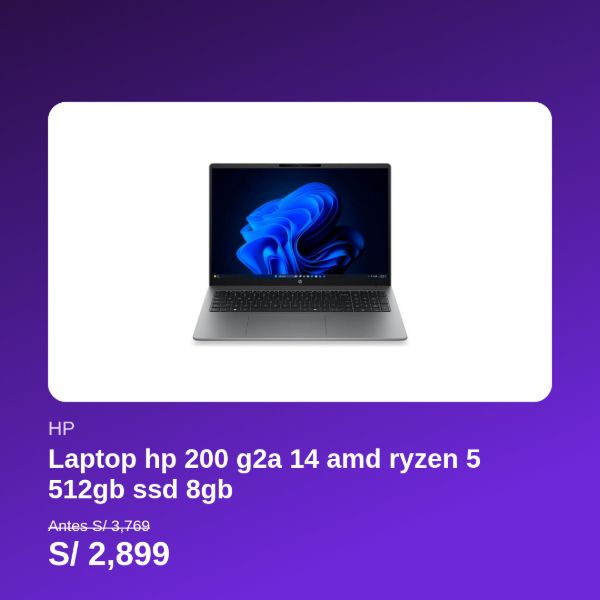 HP
Laptop hp 200 g2a 14 amd ryzen 5
512gb ssd 8gb
Antes S/ 3,769
S/ 2,899